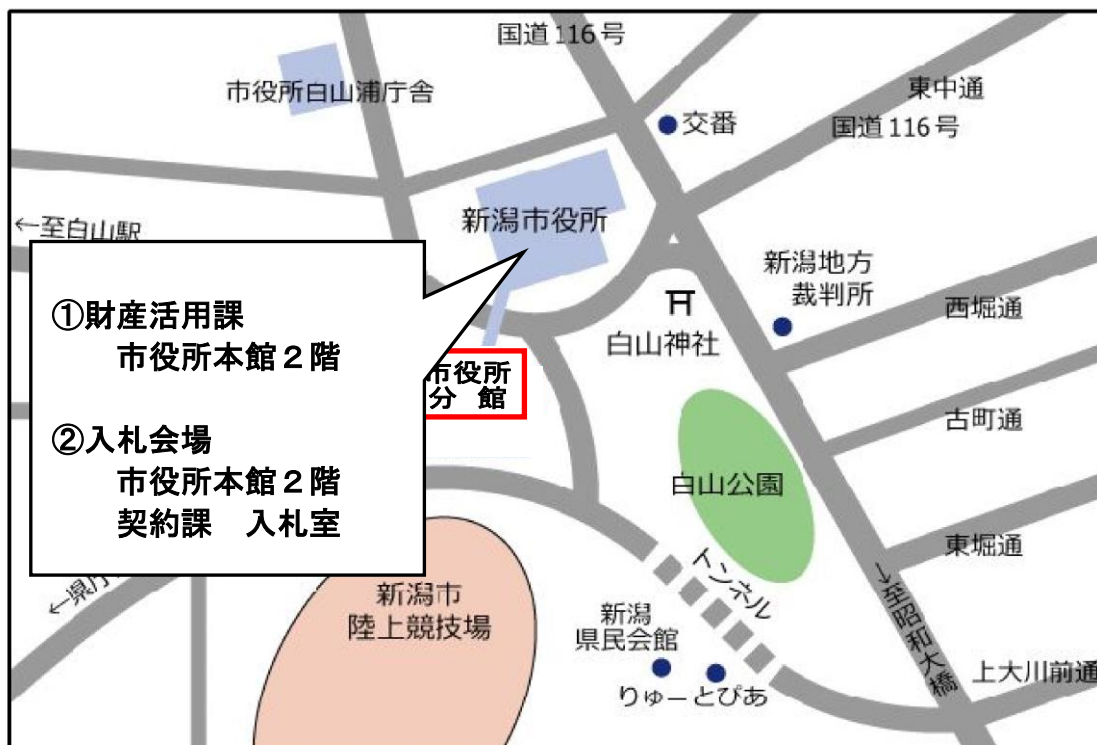 国道116号
市役所白山浦庁舎
東中通
交番
国道116号
新潟市役所
←至白山駅
新潟地方
裁判所
①財産活用課
市役所本館２階
西堀通
白山神社
市役所
分 館
古町通
②入札会場
市役所本館２階
契約課　入札室
白山公園
東堀通
トンネル
←県庁
→至昭和大橋
新潟市
陸上競技場
新潟
県民会館
りゅーとぴあ
上大川前通